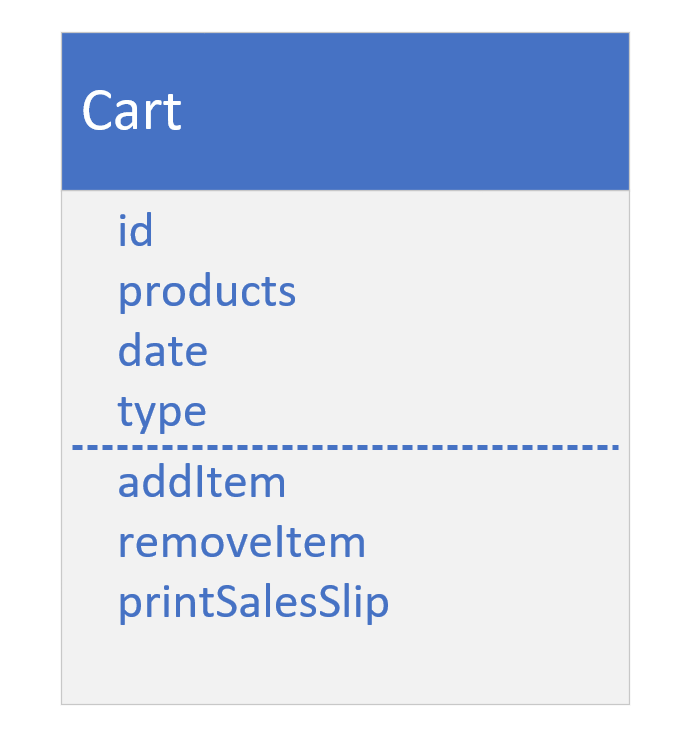 Cart
id
products
date
type
addItem
removeItem
printSalesSlip